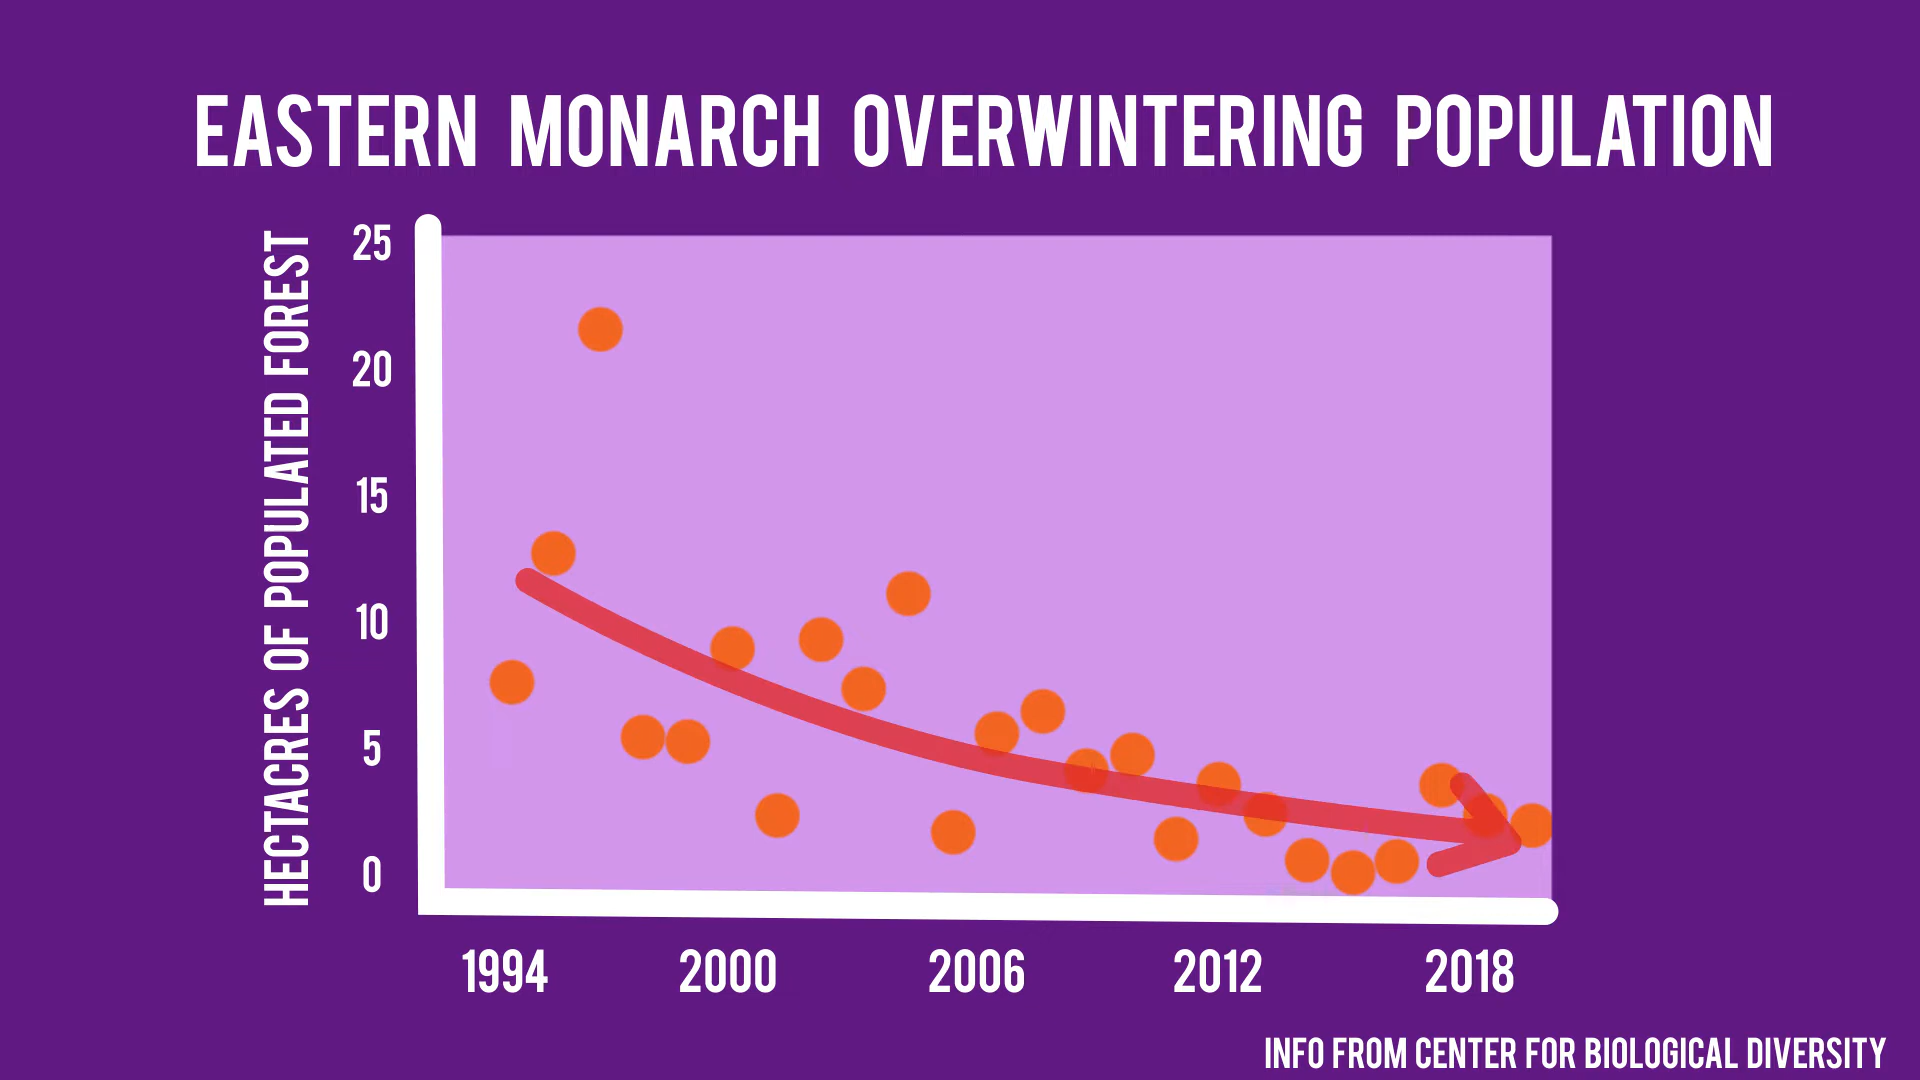 EASTERN MONARCH OVERWINTERING POPULATION
HECTACRES OF POPULATED FOREST
25
20
15
10
5
0
1994 2000 2006 2012 2018
INFO FROM CENTER FOR BIOLOGICAL DIVERSITY